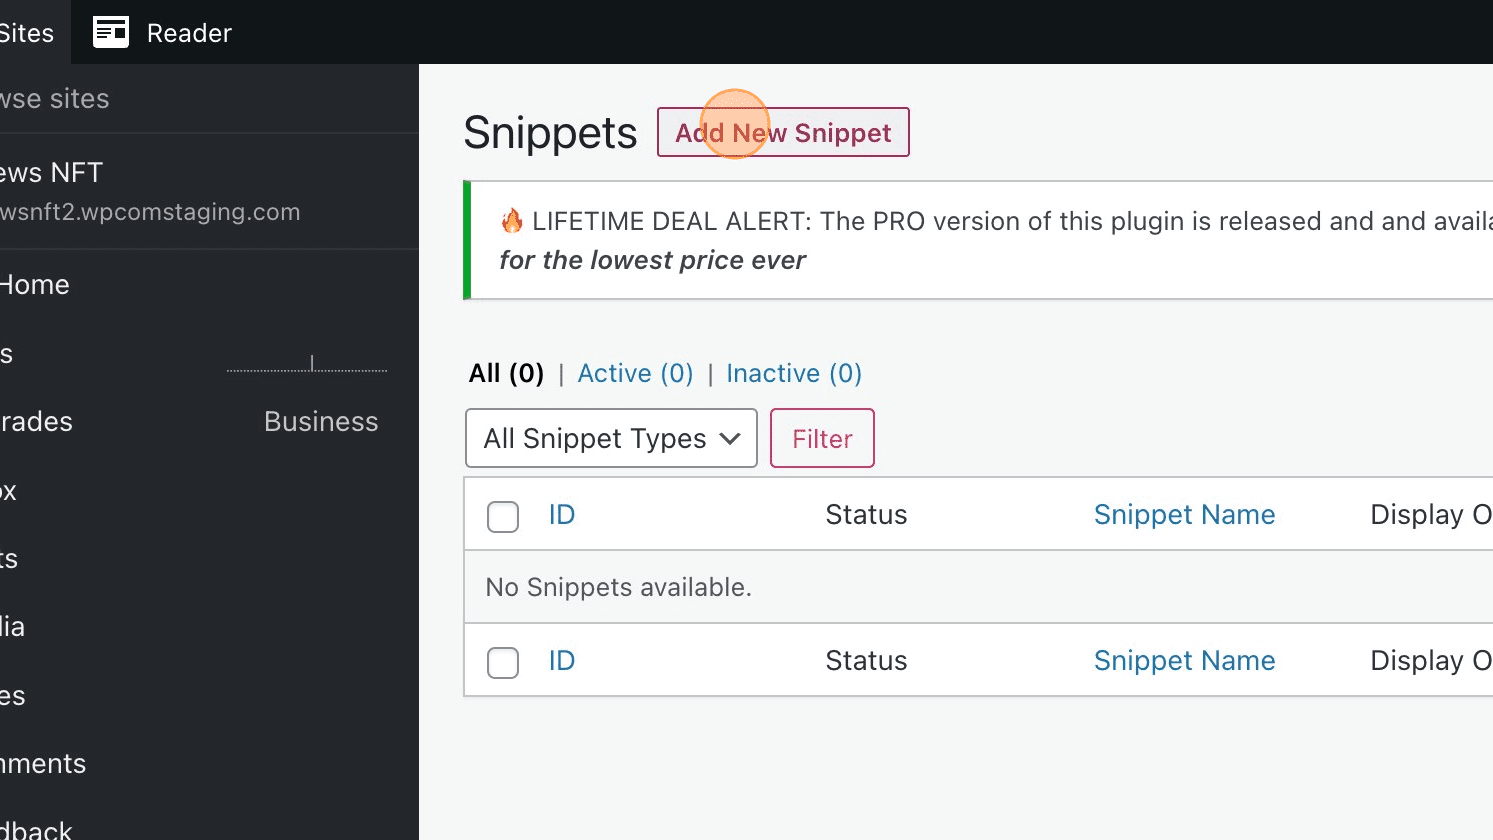 Sites Reader
wse sites
Snippets Add New Snippet
ews NFT
wsnft2.wpcomstaging.com
🔥 LIFETIME DEAL ALERT: The PRO version of this plugin is released and and availa
for the lowest price ever
Home
s
All (0) | Active (0) | Inactive (0)
rades Business
All Snippet Types Filter
ox
ID Status Snippet Name Display O
ts
No Snippets available.
dia
ID Status Snippet Name Display O
es
nments
dback